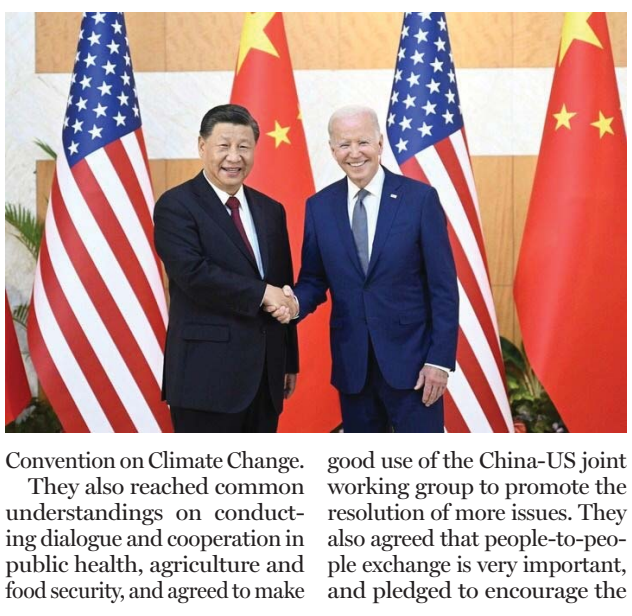 Convention on Climate Change.
They also reached common
understandings on conduct-
ing dialogue and cooperation in
public health, agriculture and
food security, and agreed to make
good use of the China-US joint
working group to promote the
resolution of more issues. They
also agreed that people-to-peo-
ple exchange is very important,
and pledged to encourage the